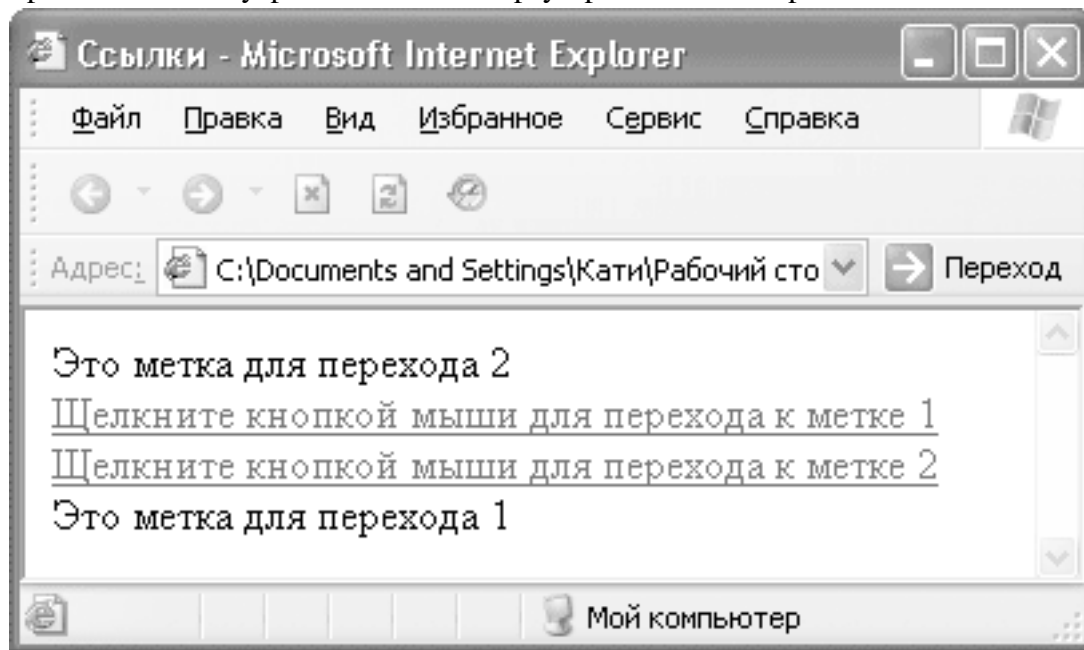 Ссылки - Microsoft Internet Explorer
Файл Правка Вид Избранное Сервис Справка
Адрес: C:\Documents and Settings\Кати\Рабочий сто Переход
Это метка для перехода 2
Щелкните кнопкой мыши для перехода к метке 1
Щелкните кнопкой мыши для перехода к метке 2
Это метка для перехода 1
Мой компьютер